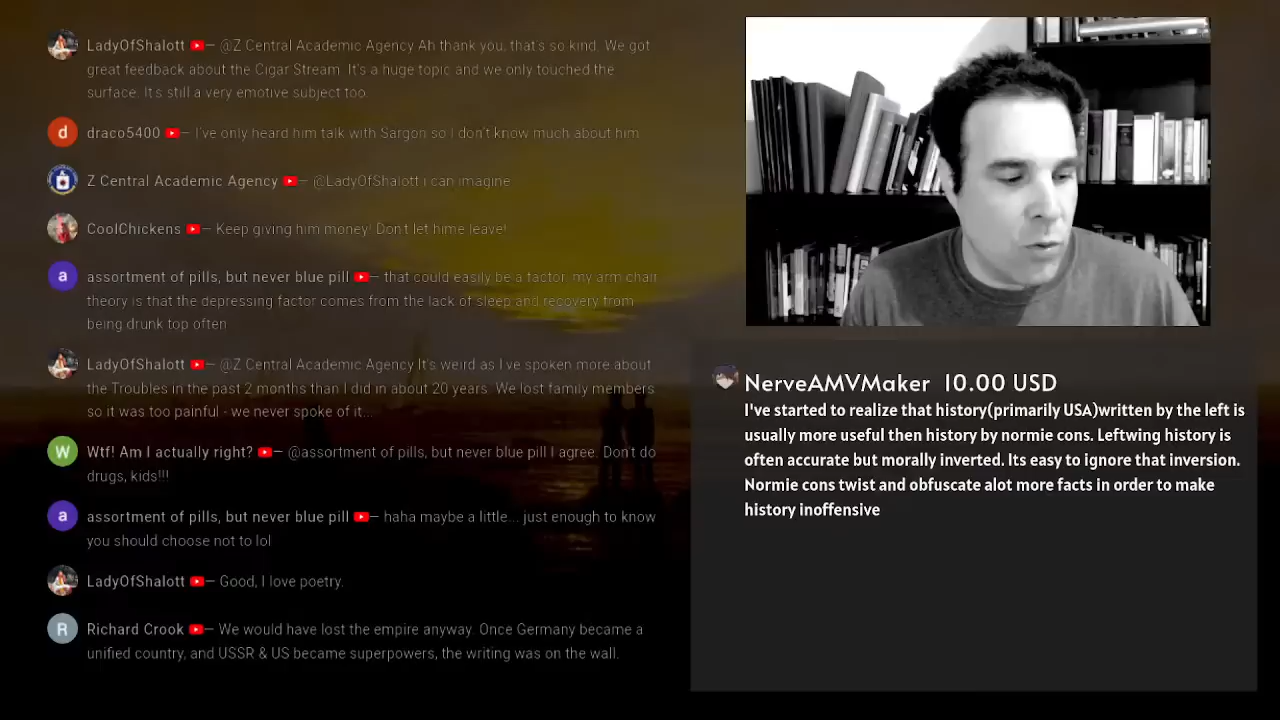 LadyOfShalott — @Z Central Academic Agency Ah thank you, that's so kind. We got
great feedback about the Cigar Stream. It's a huge topic and we only touched the
surface. It's still a very emotive subject too.
d draco5400 — I've only heard him talk with Sargon so I don't know much about him
Z Central Academic Agency — @LadyOfShalott i can imagine
CoolChickens — Keep giving him money! Don't let hime leave!
a assortment of pills, but never blue pill — that could easily be a factor. my arm chair
theory is that the depressing factor comes from the lack of sleep and recovery from
being drunk top often
LadyOfShalott — @Z Central Academic Agency It's weird as I've spoken more about
the Troubles in the past 2 months than I did in about 20 years. We lost family members
so it was too painful - we never spoke of it...
W Wtf! Am I actually right? — @assortment of pills, but never blue pill I agree. Don't do
drugs, kids!!!
a assortment of pills, but never blue pill — haha maybe a little... just enough to know
you should choose not to lol
LadyOfShalott — Good, I love poetry.
R Richard Crook — We would have lost the empire anyway. Once Germany became a
unified country, and USSR & US became superpowers, the writing was on the wall.
NerveAMVMaker 10.00 USD
I've started to realize that history(primarily USA)written by the left is
usually more useful then history by normie cons. Leftwing history is
often accurate but morally inverted. Its easy to ignore that inversion.
Normie cons twist and obfuscate alot more facts in order to make
history inoffensive